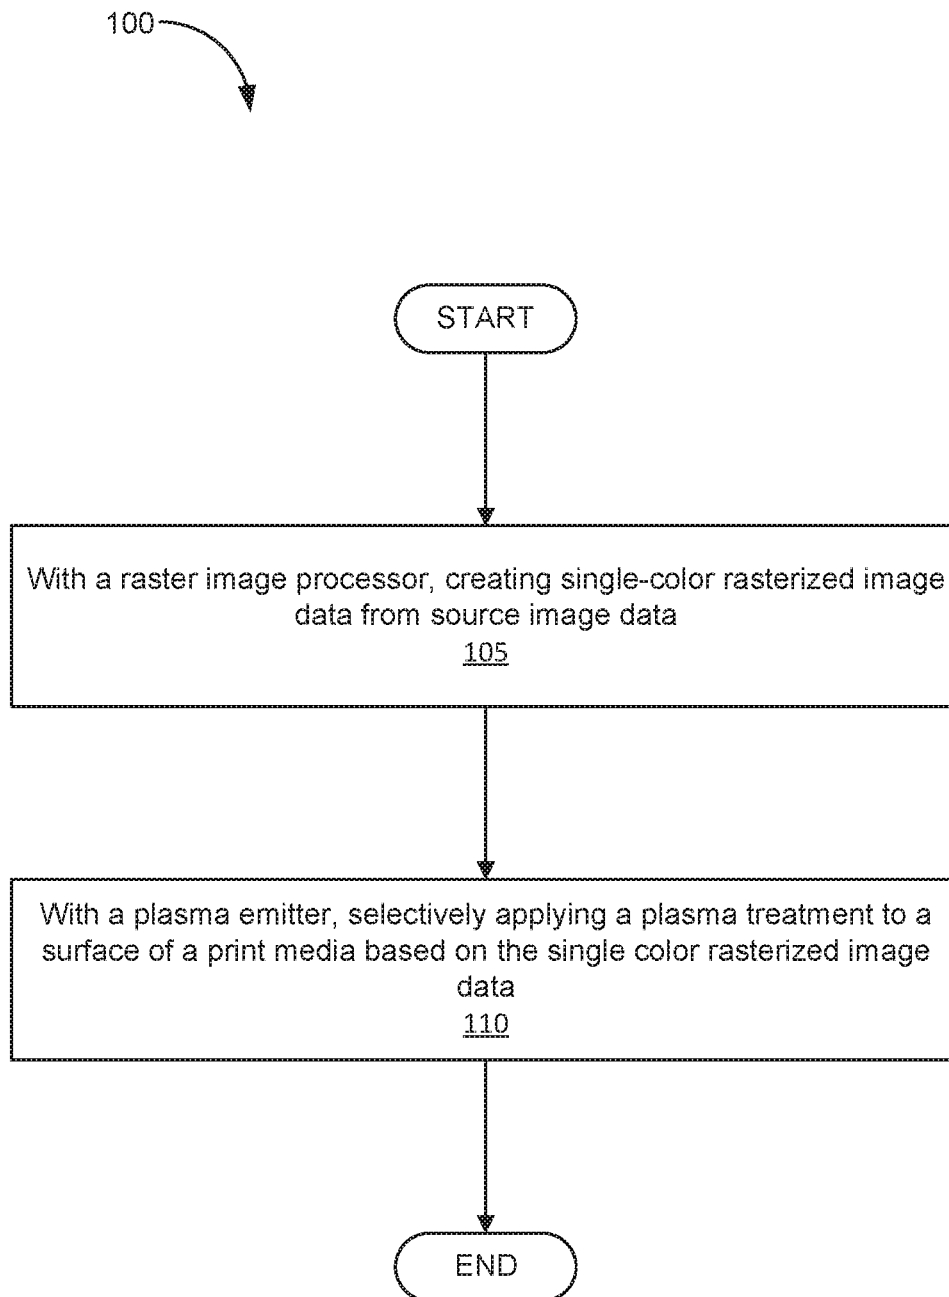 100
START
With a raster image processor, creating single-color rasterized image
data from source image data
105
With a plasma emitter, selectively applying a plasma treatment to a
surface of a print media based on the single color rasterized image
data
110
END